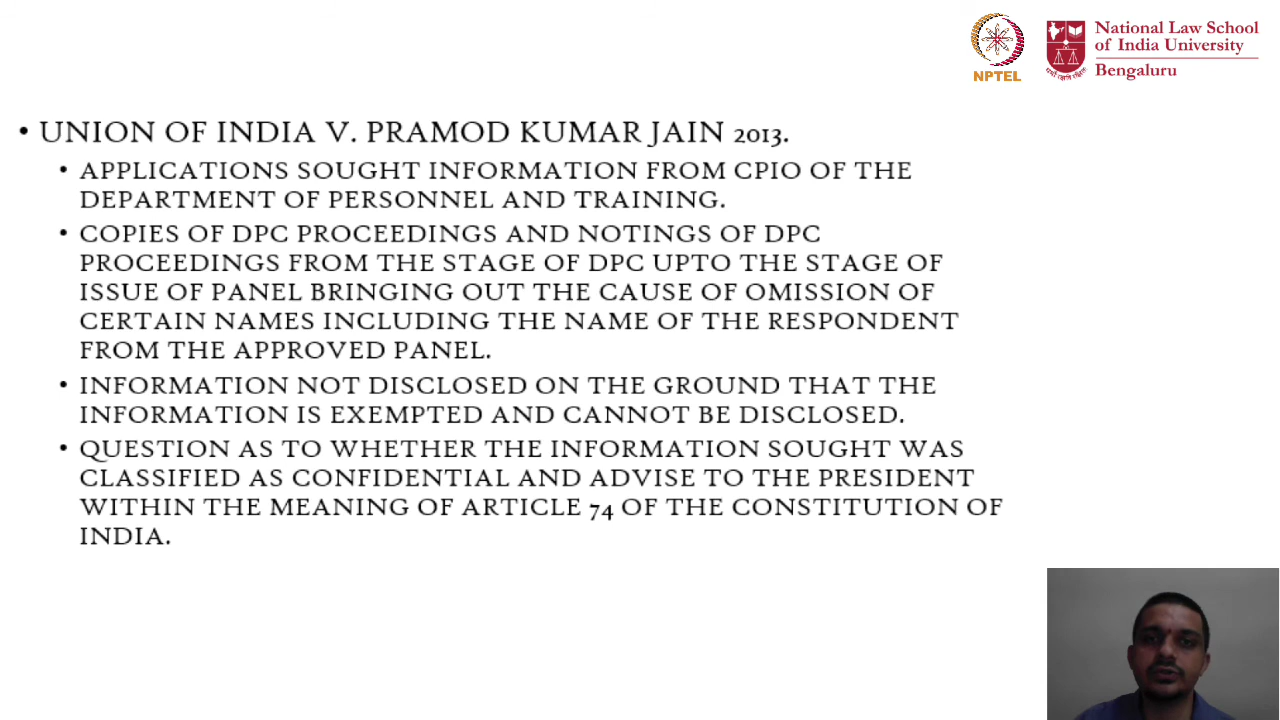 NPTEL
National Law School
of India University
Bengaluru
• UNION OF INDIA V. PRAMOD KUMAR JAIN 2013.
• APPLICATIONS SOUGHT INFORMATION FROM CPIO OF THE
DEPARTMENT OF PERSONNEL AND TRAINING.
• COPIES OF DPC PROCEEDINGS AND NOTINGS OF DPC
PROCEEDINGS FROM THE STAGE OF DPC UPTO THE STAGE OF
ISSUE OF PANEL BRINGING OUT THE CAUSE OF OMISSION OF
CERTAIN NAMES INCLUDING THE NAME OF THE RESPONDENT
FROM THE APPROVED PANEL.
• INFORMATION NOT DISCLOSED ON THE GROUND THAT THE
INFORMATION IS EXEMPTED AND CANNOT BE DISCLOSED.
• QUESTION AS TO WHETHER THE INFORMATION SOUGHT WAS
CLASSIFIED AS CONFIDENTIAL AND ADVISE TO THE PRESIDENT
WITHIN THE MEANING OF ARTICLE 74 OF THE CONSTITUTION OF
INDIA.